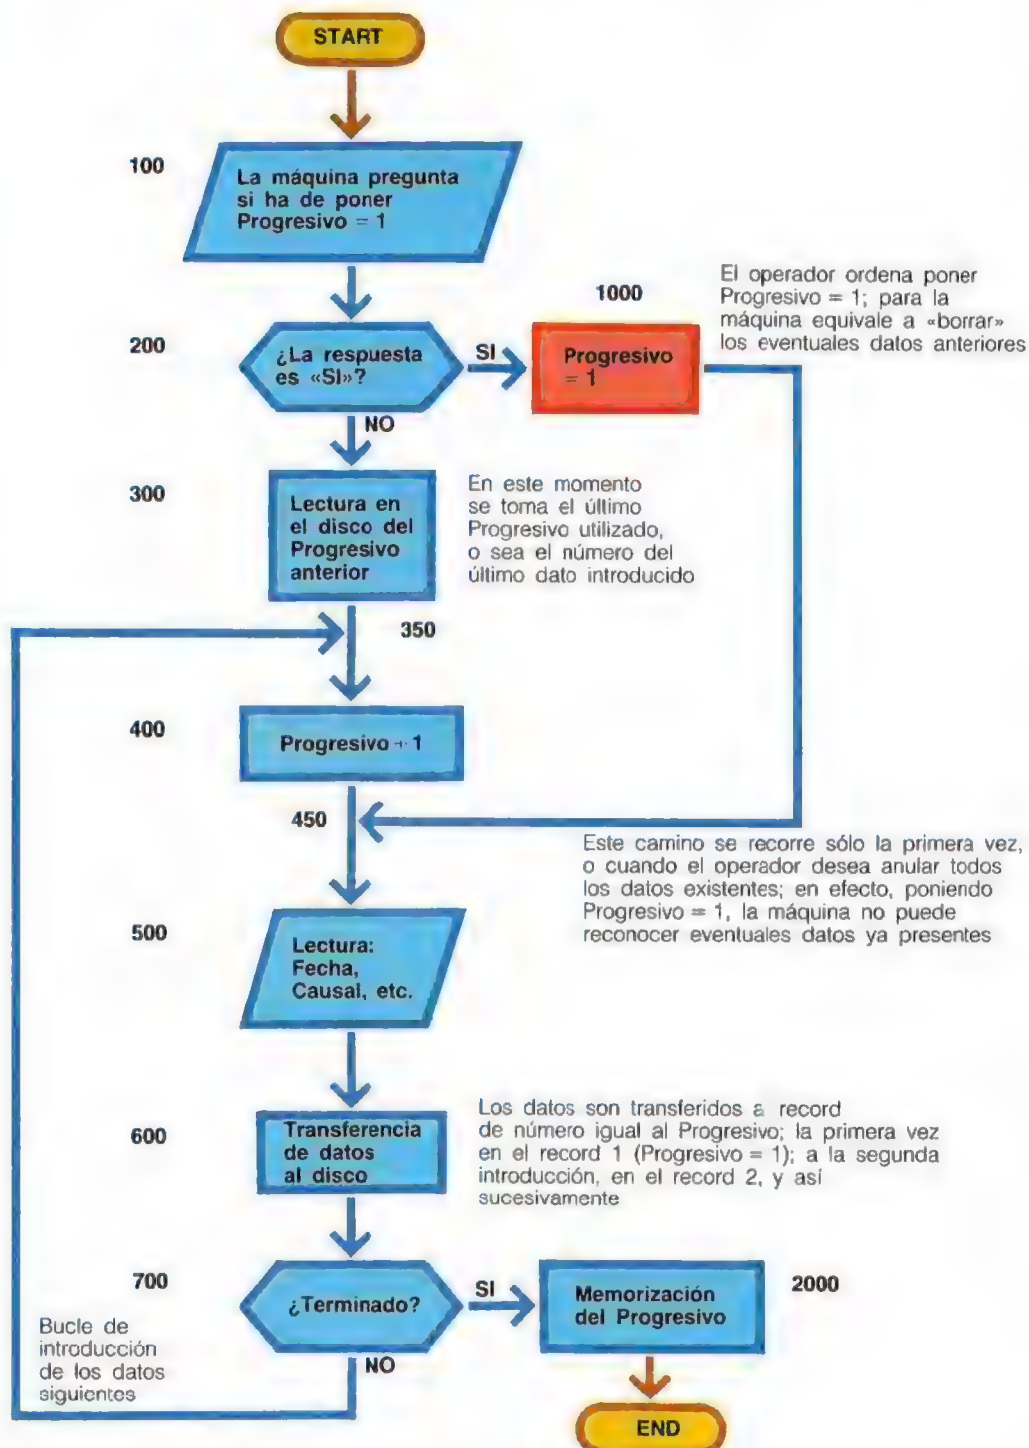 START
100
La máquina pregunta
si ha de poner
Progresivo = 1
200
¿La respuesta
es «SI»?
SI
1000
Progresivo
= 1
El operador ordena poner
Progresivo = 1; para la
máquina equivale a «borrar»
los eventuales datos anteriores
NO
300
Lectura en
el disco del
Progresivo
anterior
En este momento
se toma el último
Progresivo utilizado,
o sea el número del
último dato introducido
350
400
Progresivo + 1
450
Este camino se recorre sólo la primera vez,
o cuando el operador desea anular todos
los datos existentes; en efecto, poniendo
Progresivo = 1, la máquina no puede
reconocer eventuales datos ya presentes
500
Lectura:
Fecha,
Causal, etc.
600
Transferencia
de datos
al disco
Los datos son transferidos a record
de número igual al Progresivo; la primera vez
en el record 1 (Progresivo = 1); a la segunda
introducción, en el record 2, y así
sucesivamente
700
¿Terminado?
SI
Memorización
del Progresivo
2000
NO
Bucle de
introducción
de los datos
siguientes
END